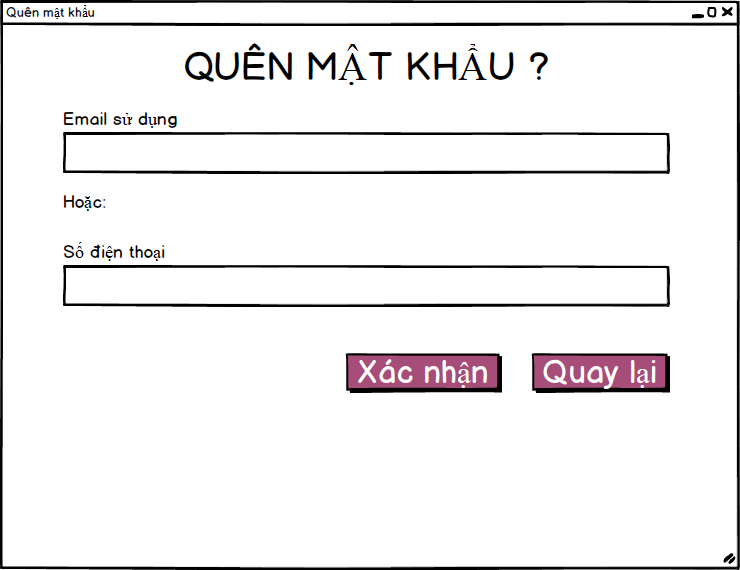 Quên mật khẩu
QUÊN MẬT KHẨU ?
Email sử dụng
Hoặc:
Số điện thoại
Xác nhận
Quay lại